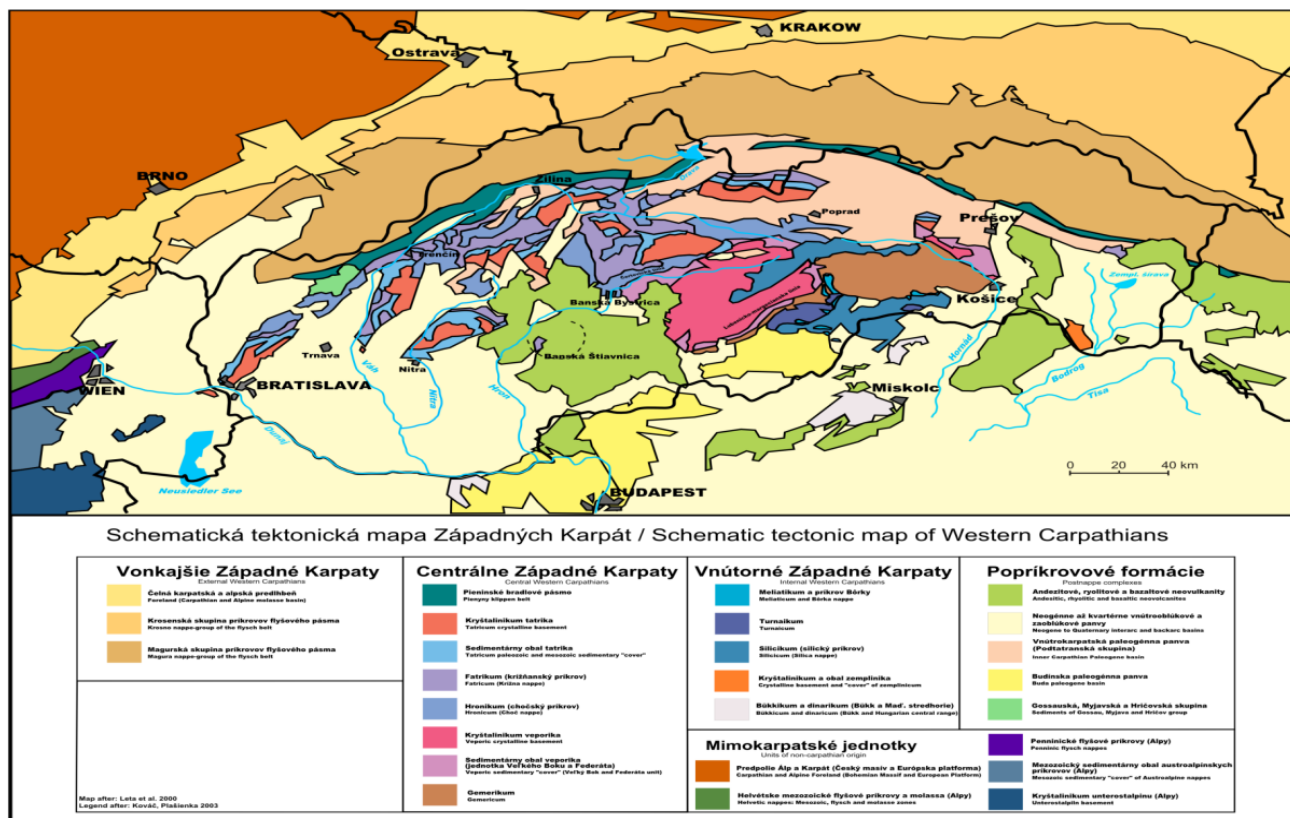 KRAKOW
Ostrava
BRNO
Žilina
Orava
Poprad
Prešov
Trenčín
Zempl. šírava
Banská Bystrica
Košice
Trnava
Váh
Banská Štiavnica
Hornád
Nitra
Nitra
Hron
WIEN
BRATISLAVA
Miskolc
Bodrog
Tisa
Dunaj
0 20 40 km
Neusiedler See
BUDAPEST
Schematická tektonická mapa Západných Karpát / Schematic tectonic map of Western Carpathians
Vonkajšie Západné Karpaty
External Western Carpathians
Čelná karpatská a alpská predlhbeň
Foreland (Carpathian and Alpine molasse basin)
Krosenská skupina príkrovov flyšového pásma
Krosno nappe-group of the flysch belt
Magurská skupina príkrovov flyšového pásma
Magura nappe-group of the flysch belt
Map after: Leta et al. 2000
Legend after: Kováč, Plašienka 2003
Centrálne Západné Karpaty
Central Western Carpathians
Pieninské bradlové pásmo
Pienyny klippen belt
Kryštalinikum tatrika
Tatricum crystalline basement
Sedimentárny obal tatrika
Tatricum paleozoic and mesozoic sedimentary "cover"
Fatrikum (krížňanský príkrov)
Fatricum (Krížna nappe)
Hronikum (chočský príkrov)
Hronicum (Choč nappe)
Kryštalinikum veporika
Veporic crystalline basement
Sedimentárny obal veporika
(jednotka Veľkého Boku a Federáta)
Veporic sedimentary "cover" (Veľký Bok and Federáta unit)
Gemerikum
Gemericum
Vnútorné Západné Karpaty
Internal Western Carpathians
Meliatikum a príkrov Bôrky
Meliaticum and Bôrka nappe
Turnaikum
Turnaicum
Silicikum (silický príkrov)
Silicicum (Silica nappe)
Kryštalinikum a obal zemplínika
Crystalline basement and "cover" of zemplinicum
Bükkikum a dinarikum (Bükk a Maď. stredhorie)
Bükkicum and dinaricum (Bükk and Hungarian central range)
Popríkrovové formácie
Postnappe complexes
Andezitové, ryolitové a bazaltové neovulkanity
Andesitic, rhyolitic and basaltic neovolcanites
Neogénne až kvartérne vnútrooblúkové a
zaoblúkové panvy
Neogene to Quaternary interarc and backarc basins
Vnútrokarpatská paleogénna panva
(Podtatranská skupina)
Inner Carpathian Paleogene basin
Budínska paleogénna panva
Buda paleogene basin
Gossauská, Myjavská a Hričovská skupina
Sediments of Gossau, Myjava and Hričov group
Mimokarpatské jednotky
Units of non-carpathian origin
Predpolie Álp a Karpát (Český masív a Európska platforma)
Carpathian and Alpine Foreland (Bohemian Massif and European Platform)
Helvétske mezozoické flyšové príkrovy a molassa (Alpy)
Helvetic nappes: Mesozoic, flysch and molasse zones
Penninické flyšové príkrovy (Alpy)
Penninic flysch nappes
Mezozoický sedimentárny obal austroalpínskych
príkrovov (Alpy)
Mesozoic sedimentary "cover" of Austroalpine nappes
Kryštalinikum unterostalpínu (Alpy)
Unterostalpin basement